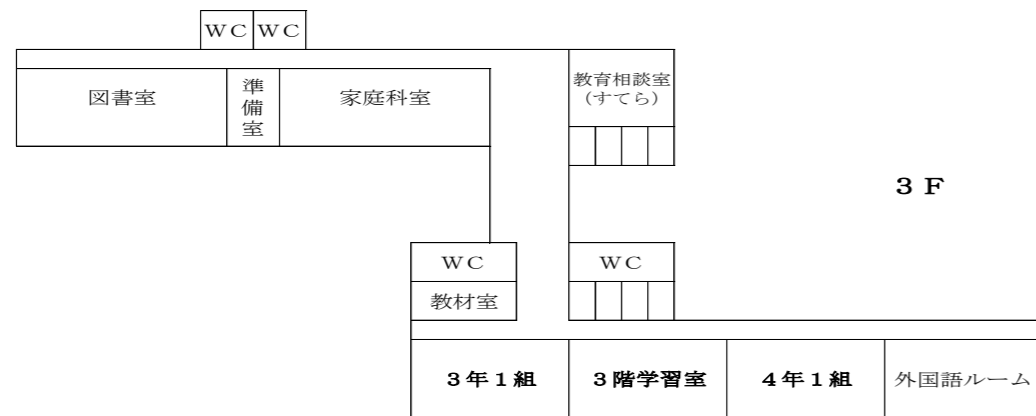 ＷＣ ＷＣ
図書室
準備室
家庭科室
教育相談室
(すてら)
３Ｆ
ＷＣ
ＷＣ
教材室
３年１組
３階学習室
４年１組
外国語ルーム